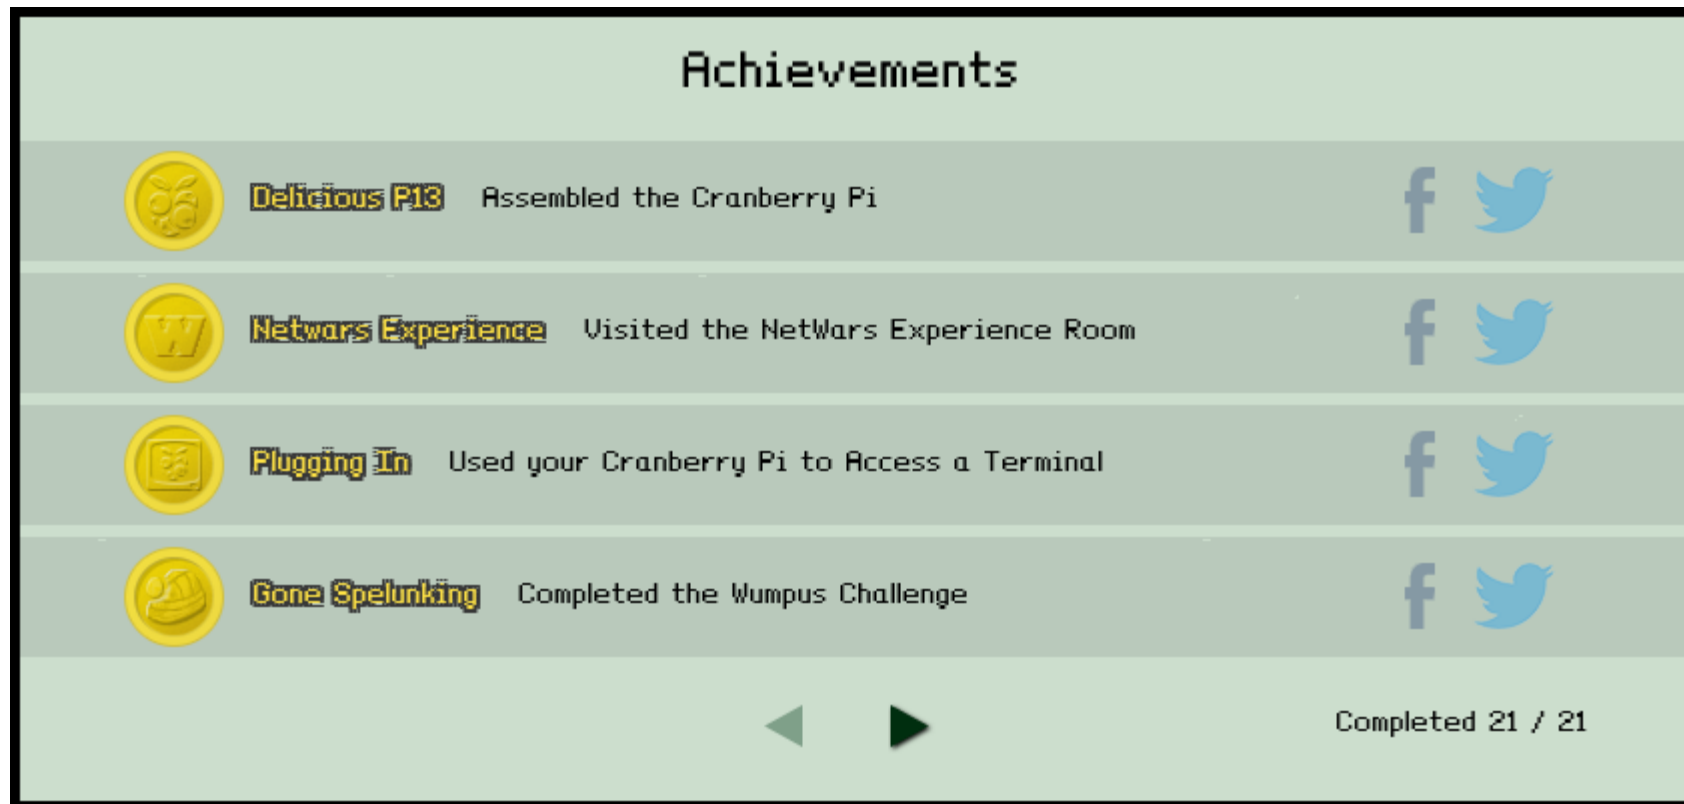 Achievements
Delicious P13 Assembled the Cranberry Pi
Netwars Experience Visited the NetWars Experience Room
Plugging In Used your Cranberry Pi to Access a Terminal
Gone Spelunking Completed the Wumpus Challenge
Completed 21 / 21